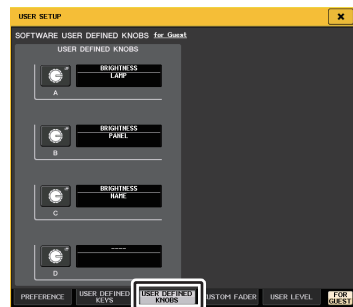 USER SETUP
SOFTWARE USER DEFINED KNOBS for Guest
USER DEFINED KNOBS
BRIGHTNESS
LAMP
A
BRIGHTNESS
PANEL
B
BRIGHTNESS
NAME
C
----
D
PREFERENCE
USER DEFINED
KEYS
USER DEFINED
KNOBS
USTOM FADER
USER LEVEL
FOR
GUEST